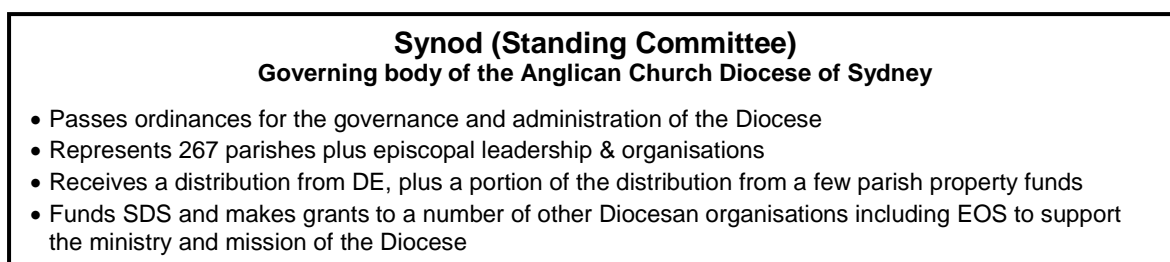 Synod (Standing Committee)
Governing body of the Anglican Church Diocese of Sydney
• Passes ordinances for the governance and administration of the Diocese
• Represents 267 parishes plus episcopal leadership & organisations
• Receives a distribution from DE, plus a portion of the distribution from a few parish property funds
• Funds SDS and makes grants to a number of other Diocesan organisations including EOS to support
the ministry and mission of the Diocese